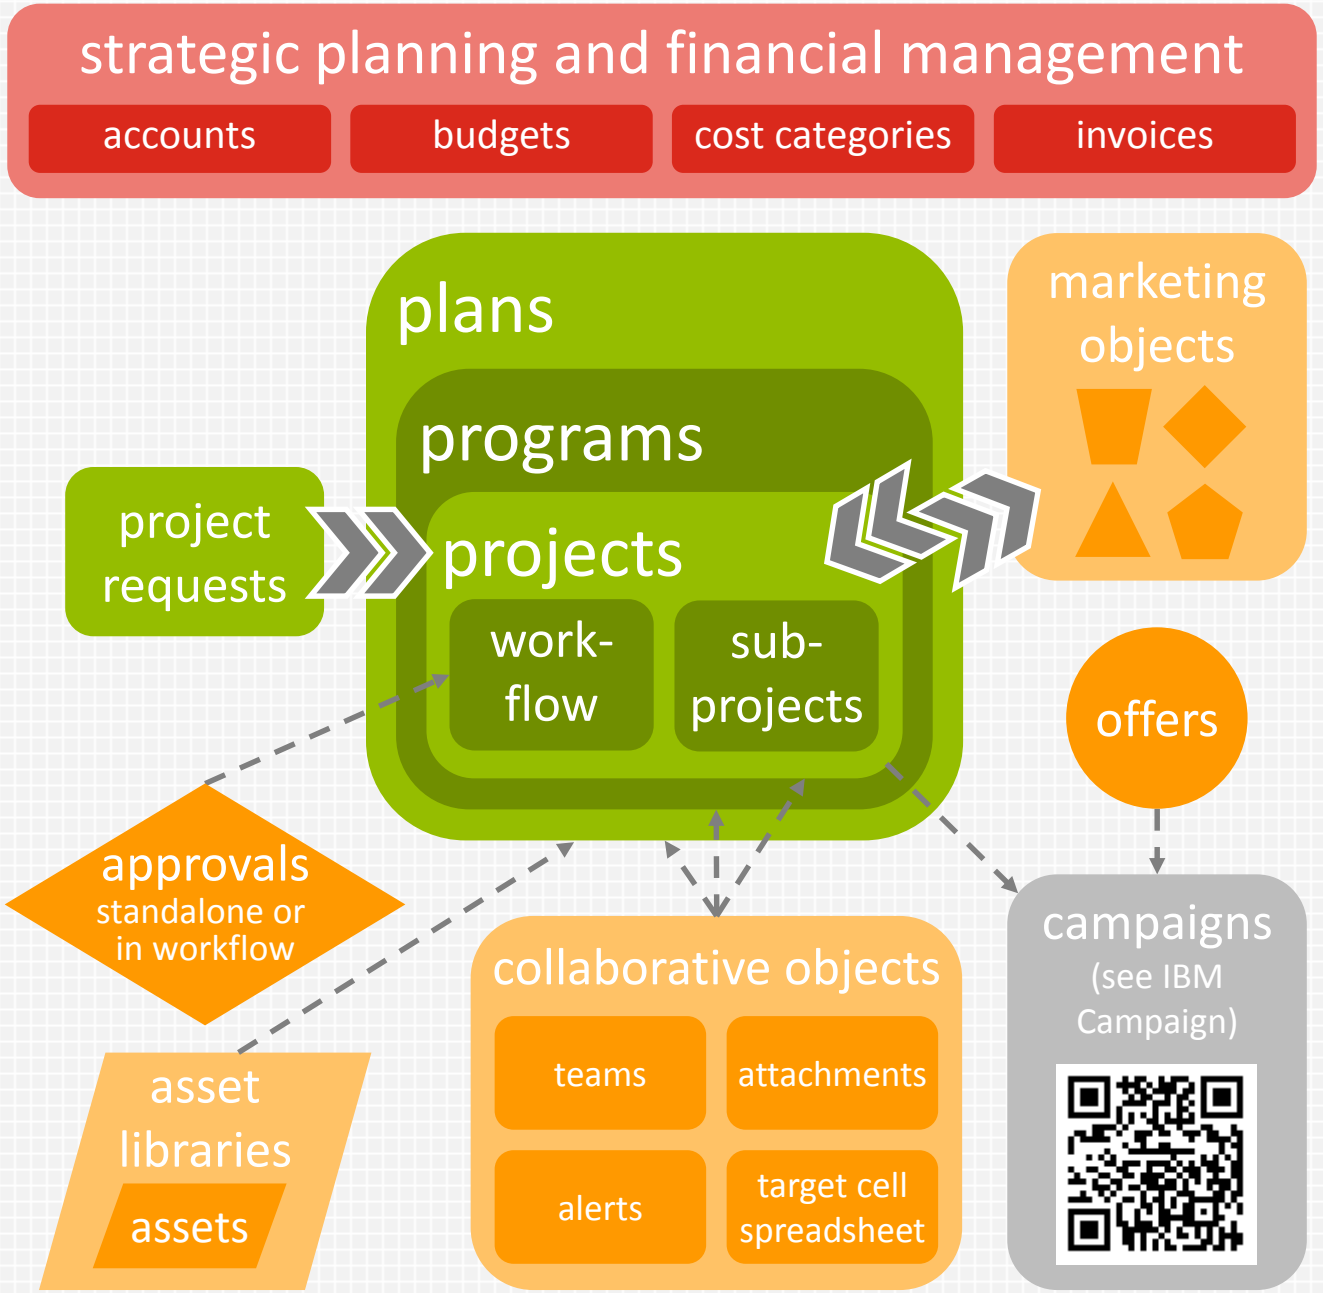 strategic planning and financial management
accounts
budgets
cost categories
invoices
plans
programs
projects
work-
flow
sub-
projects
project
requests
marketing
objects
offers
approvals
standalone or
in workflow
asset
libraries
assets
collaborative objects
teams
attachments
alerts
target cell
spreadsheet
campaigns
(see IBM
Campaign)